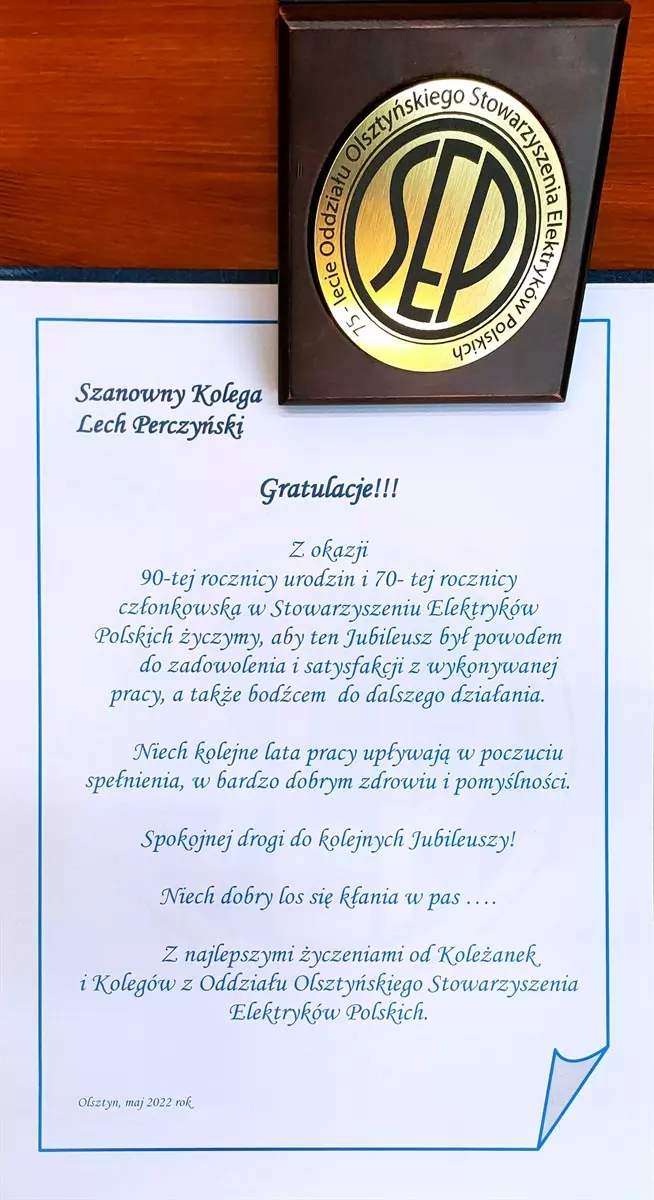 75 - lecie Oddziału Olsztyńskiego Stowarzyszenia Elektryków Polskich
SEP
Szanowny Kolega
Lech Perczyński
Gratulacje!!!
Z okazji
90-tej rocznicy urodzin i 70- tej rocznicy
członkowska w Stowarzyszeniu Elektryków
Polskich życzymy, aby ten Jubileusz był powodem
do zadowolenia i satysfakcji z wykonywanej
pracy, a także bodźcem do dalszego działania.
Niech kolejne lata pracy upływają w poczuciu
spełnienia, w bardzo dobrym zdrowiu i pomyślności.
Spokojnej drogi do kolejnych Jubileuszy!
Niech dobry los się kłania w pas ....
Z najlepszymi życzeniami od Koleżanek
i Kolegów z Oddziału Olsztyńskiego Stowarzyszenia
Elektryków Polskich.
Olsztyn, maj 2022 rok